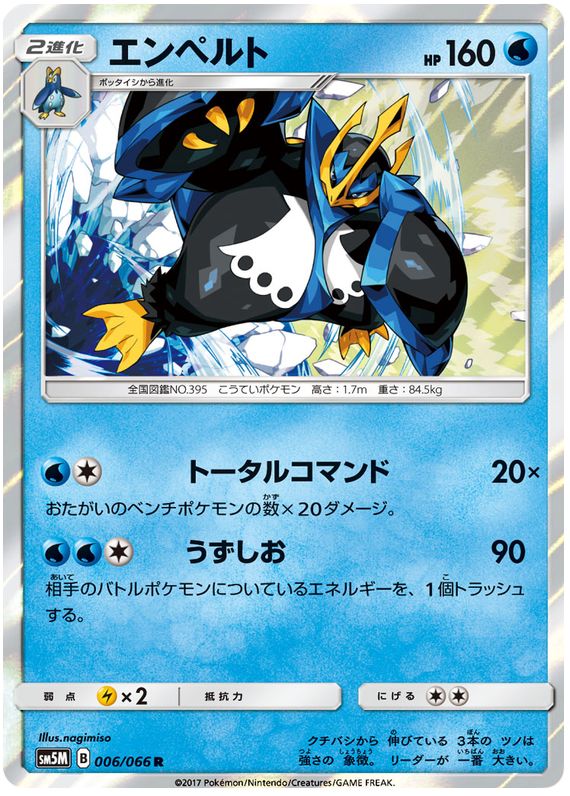 2進化 エンペルト HP 160
ポッタイシから進化
全国図鑑NO.395 こうていポケモン 高さ:1.7m 重さ:84.5kg
トータルコマンド 20×
おたがいのベンチポケモンの数×20ダメージ。
うずしお 90
相手のバトルポケモンについているエネルギーを、1個トラッシュ
する。
弱点 ×2 抵抗力 にげる
Illus.nagimiso
SM5M B 006/066 R
クチバシから 伸びている 3本の ツノは
強さの 象徴。リーダーが 一番 大きい。
©2017 Pokémon/Nintendo/Creatures/GAME FREAK.